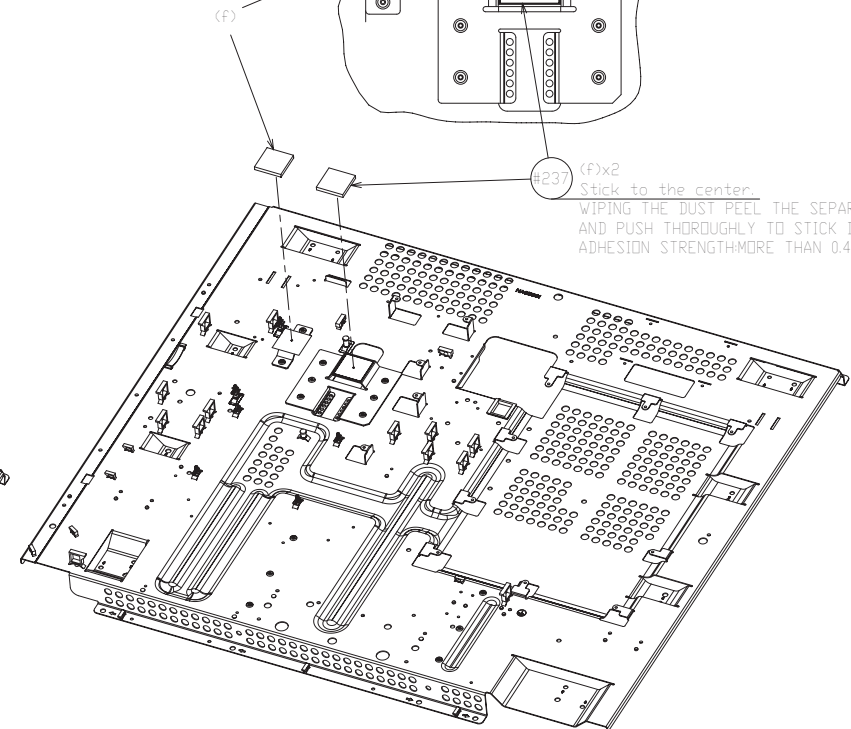 (f)
#237
(f)x2
Stick to the center.
WIPING THE DUST PEEL THE SEPAR
AND PUSH THOROUGHLY TO STICK I
ADHESION STRENGTH:MORE THAN 0.4